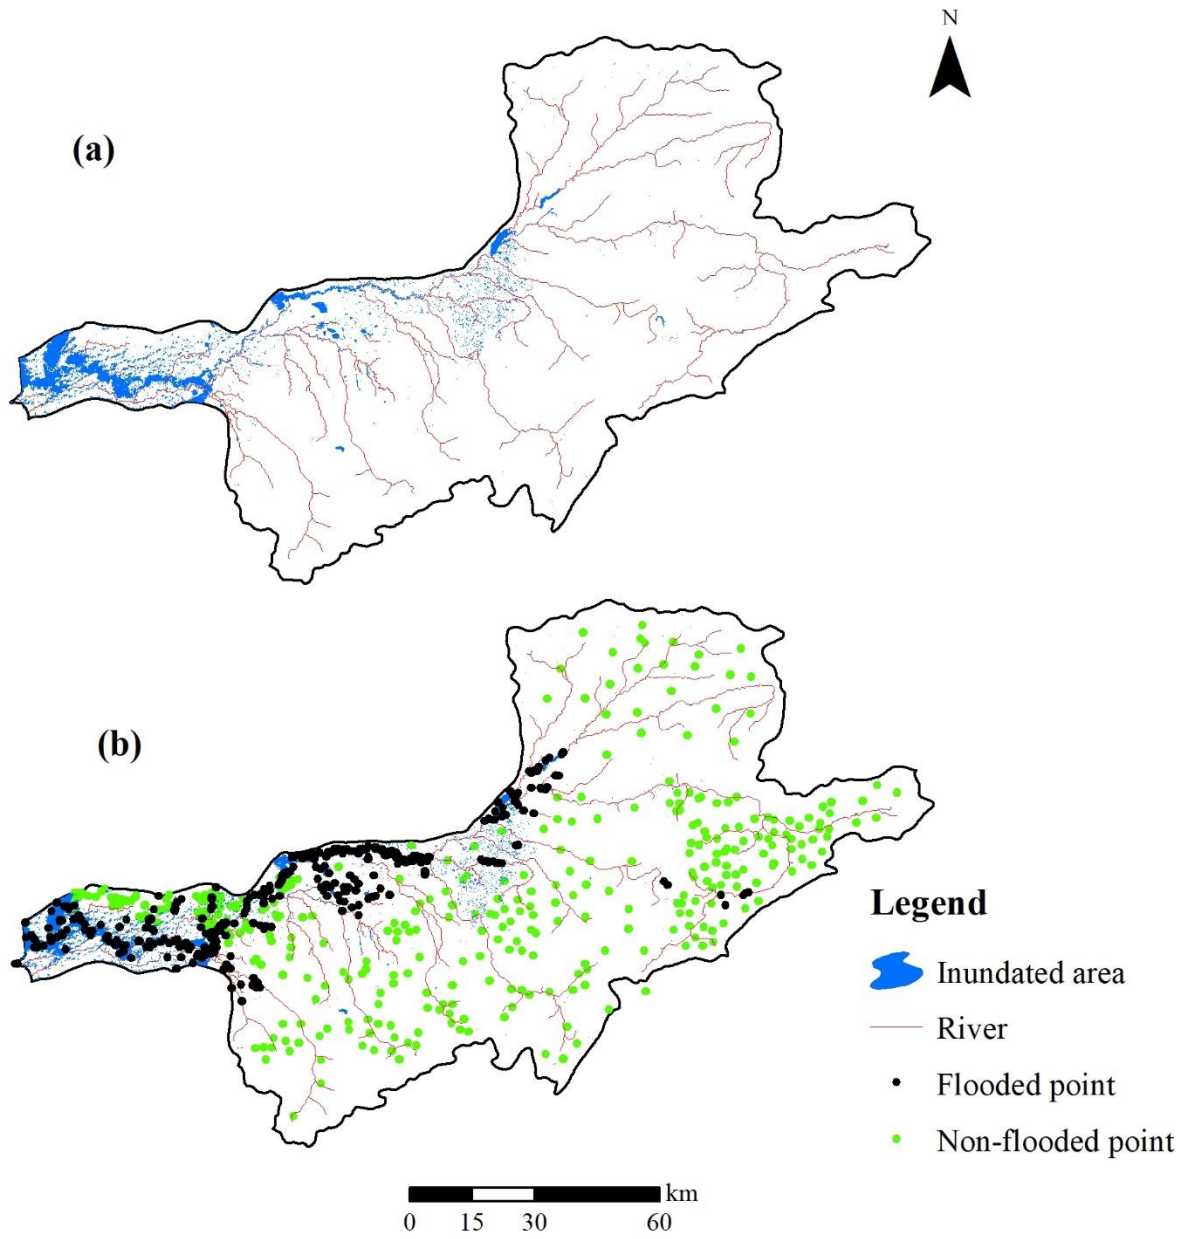 N
(a)
(b)
Legend
Inundated area
River
Flooded point
Non-flooded point
km
0 15 30 60